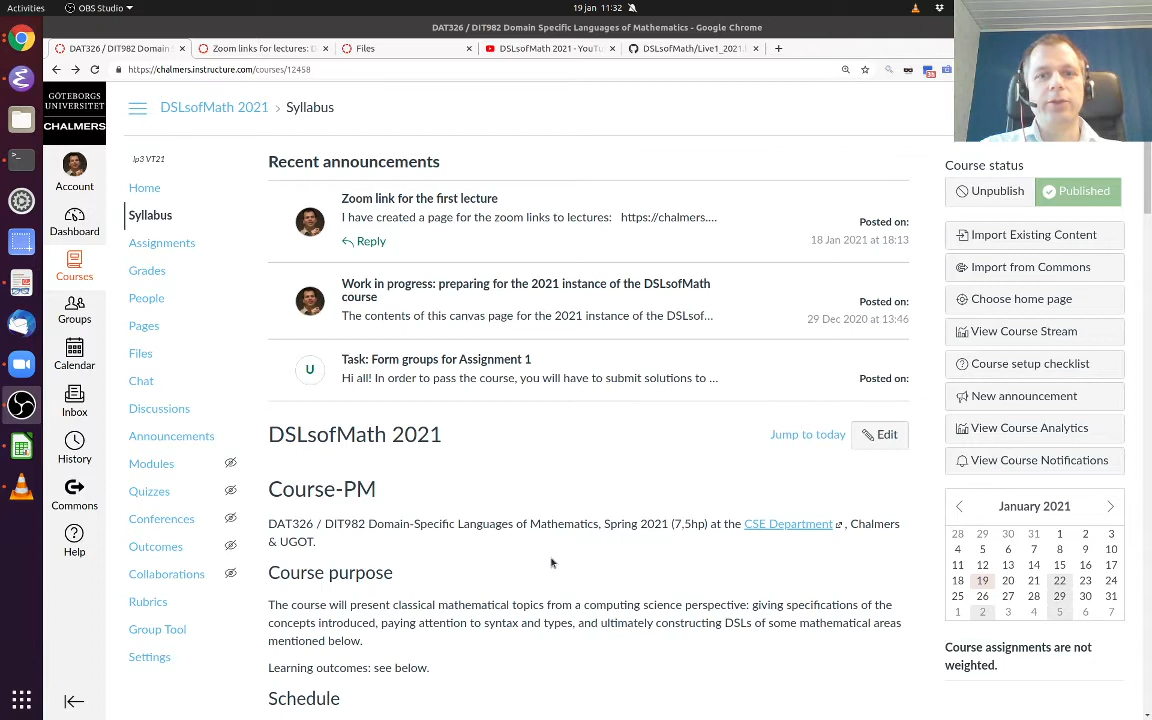 Activities
OBS Studio
19 jan 11:32
DAT326 / DIT982 Domain Specific Languages of Mathematics - Google Chrome
DAT326 / DIT982 Domain S
Zoom links for lectures: D
Files
DSLsofMath 2021 - YouTu
DSLsofMath/Live1_2021.
https://chalmers.instructure.com/courses/12458
GÖTEBORGS
UNIVERSITET
CHALMERS
DSLsofMath 2021 › Syllabus
Account
Dashboard
Courses
Groups
Calendar
Inbox
History
Commons
Help
lp3 VT21
Home
Syllabus
Assignments
Grades
People
Pages
Files
Chat
Discussions
Announcements
Modules
Quizzes
Conferences
Outcomes
Collaborations
Rubrics
Group Tool
Settings
Recent announcements
Zoom link for the first lecture
I have created a page for the zoom links to lectures: https://chalmers....
Reply
Posted on:
18 Jan 2021 at 18:13
Work in progress: preparing for the 2021 instance of the DSLsofMath
course
The contents of this canvas page for the 2021 instance of the DSLsof...
Posted on:
29 Dec 2020 at 13:46
U
Task: Form groups for Assignment 1
Hi all! In order to pass the course, you will have to submit solutions to ...
Posted on:
DSLsofMath 2021
Jump to today
Edit
Course-PM
DAT326 / DIT982 Domain-Specific Languages of Mathematics, Spring 2021 (7,5hp) at the CSE Department , Chalmers
& UGOT.
Course purpose
The course will present classical mathematical topics from a computing science perspective: giving specifications of the
concepts introduced, paying attention to syntax and types, and ultimately constructing DSLs of some mathematical areas
mentioned below.
Learning outcomes: see below.
Schedule
Course status
Unpublish
Published
Import Existing Content
Import from Commons
Choose home page
View Course Stream
Course setup checklist
New announcement
View Course Analytics
View Course Notifications
January 2021
28 29 30 31 1 2 3
4 5 6 7 8 9 10
11 12 13 14 15 16 17
18 19 20 21 22 23 24
25 26 27 28 29 30 31
1 2 3 4 5 6 7
Course assignments are not
weighted.